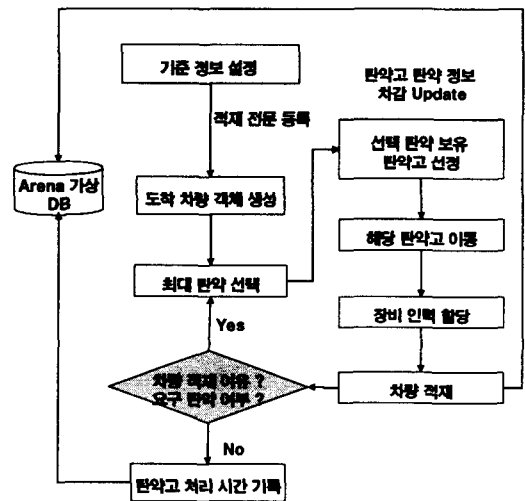 기준 정보 설정
탄약고 탄약 정보
차감 Update
적재 전문 등록
선택 탄약 보유
탄약고 선정
Arena 가상
DB
도착 차량 객체 생성
해당 탄약고 이동
최대 탄약 선택
장비 인력 할당
Yes
차량 적재 여유 ?
요구 탄약 여부 ?
차량 적재
No
탄약고 처리 시간 기록